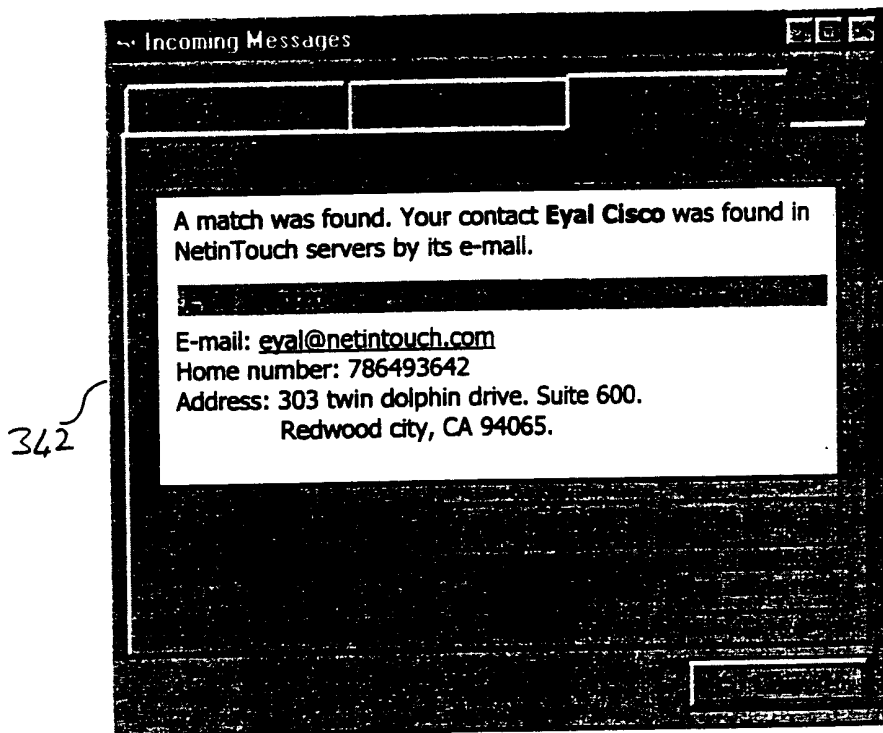 Incoming Messages
A match was found. Your contact Eyal Cisco was found in
NetinTouch servers by its e-mail.
E-mail: eyal@netintouch.com
Home number: 786493642
Address: 303 twin dolphin drive. Suite 600.
Redwood city, CA 94065.
342